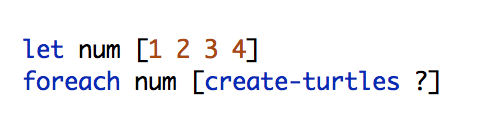 let num [1 2 3 4]
foreach num [create-turtles ?]